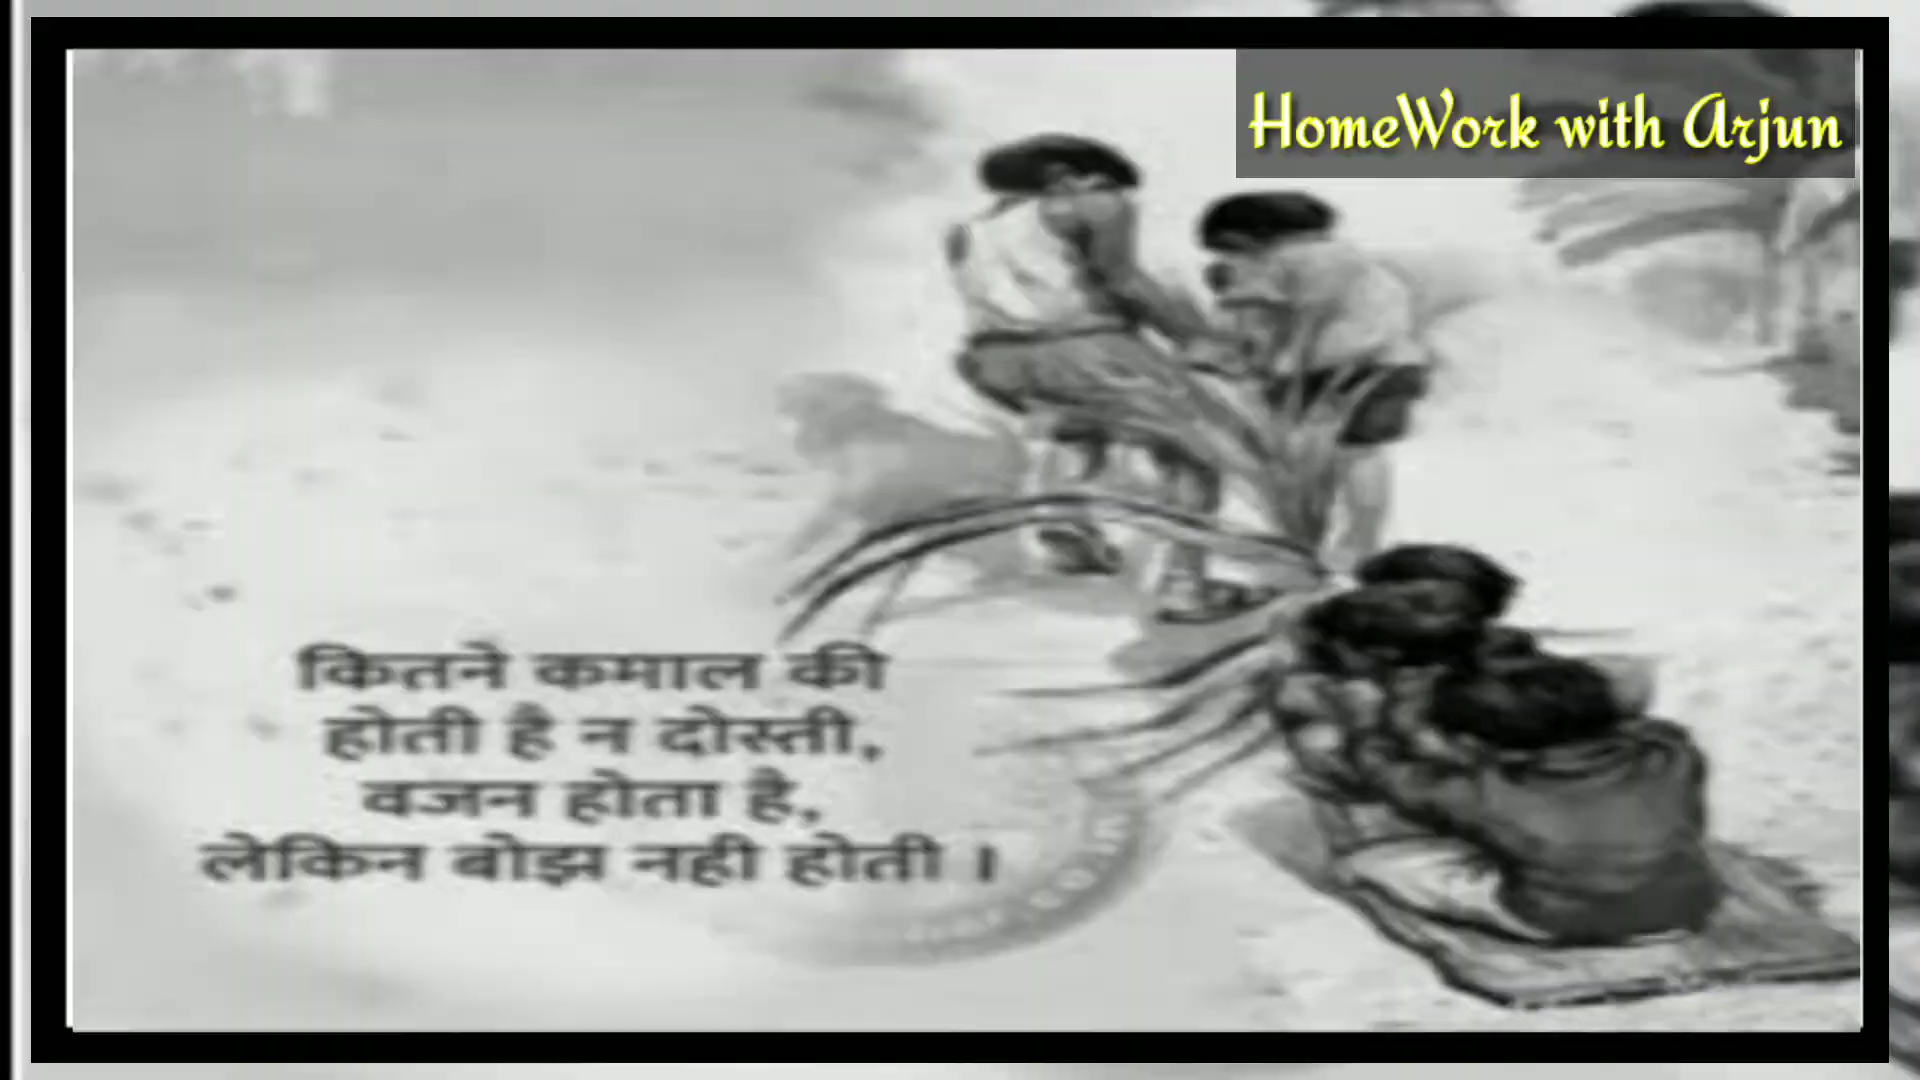 HomeWork with Arjun
कितने कमाल की
होती है न दोस्ती,
वजन होता है,
लेकिन बोझ नही होती ।